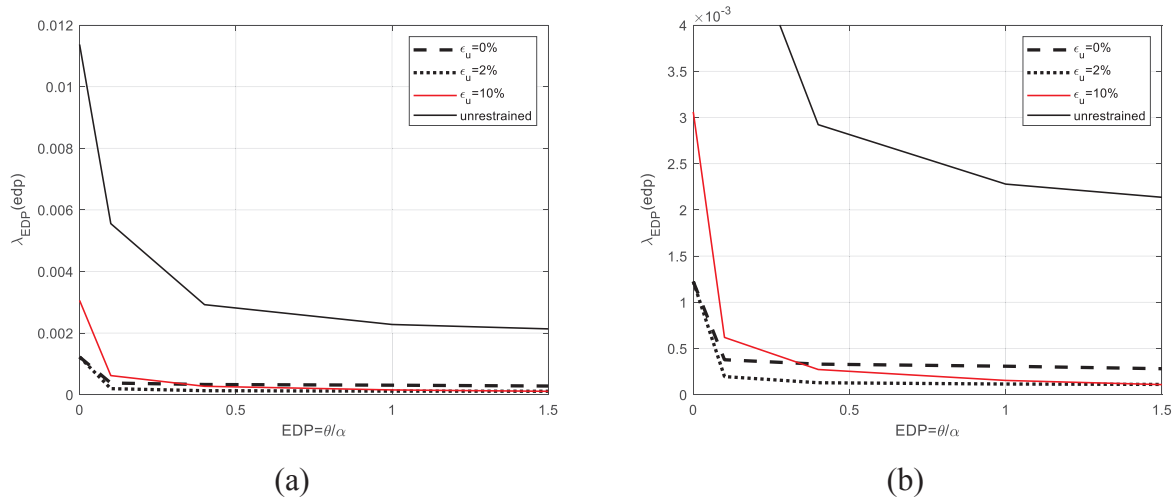 0.012
0.01
0.008
0.006
0.004
0.002
0
λEDP(edp)
0 0.5 1 1.5
EDP=θ/α
ϵu=0%
ϵu=2%
ϵu=10%
unrestrained
(a)
×10-3
4
3.5
3
2.5
2
1.5
1
0.5
0
λEDP(edp)
0 0.5 1 1.5
EDP=θ/α
ϵu=0%
ϵu=2%
ϵu=10%
unrestrained
(b)